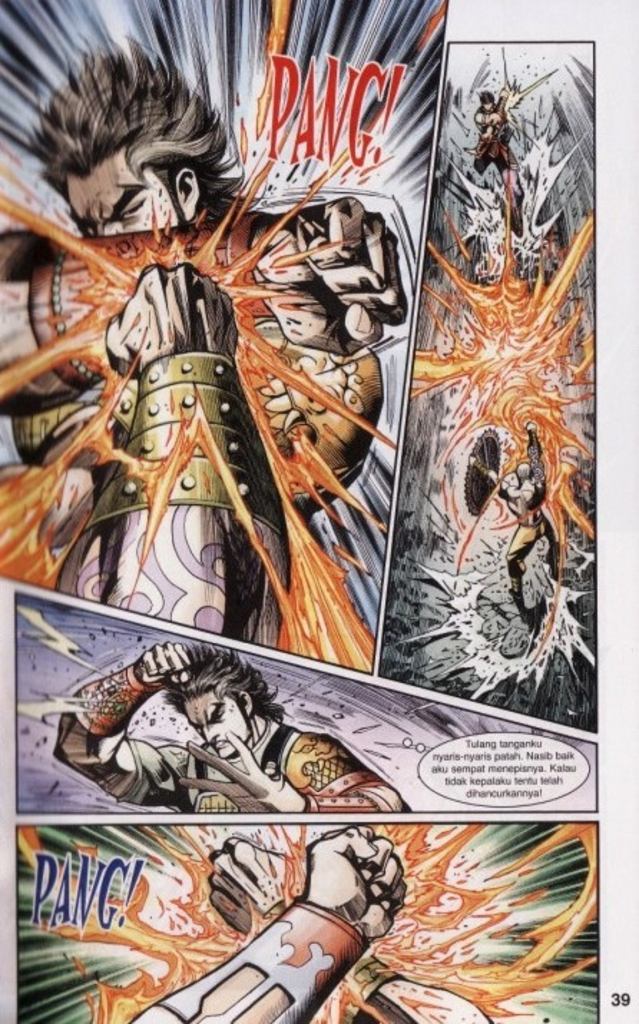 PANG!
Tulang tanganku
nyaris-nyaris patah. Nasib baik
aku sempat menepisnya. Kalau
tidak kepalaku tentu telah
dihancurkannya!
PANG!
39